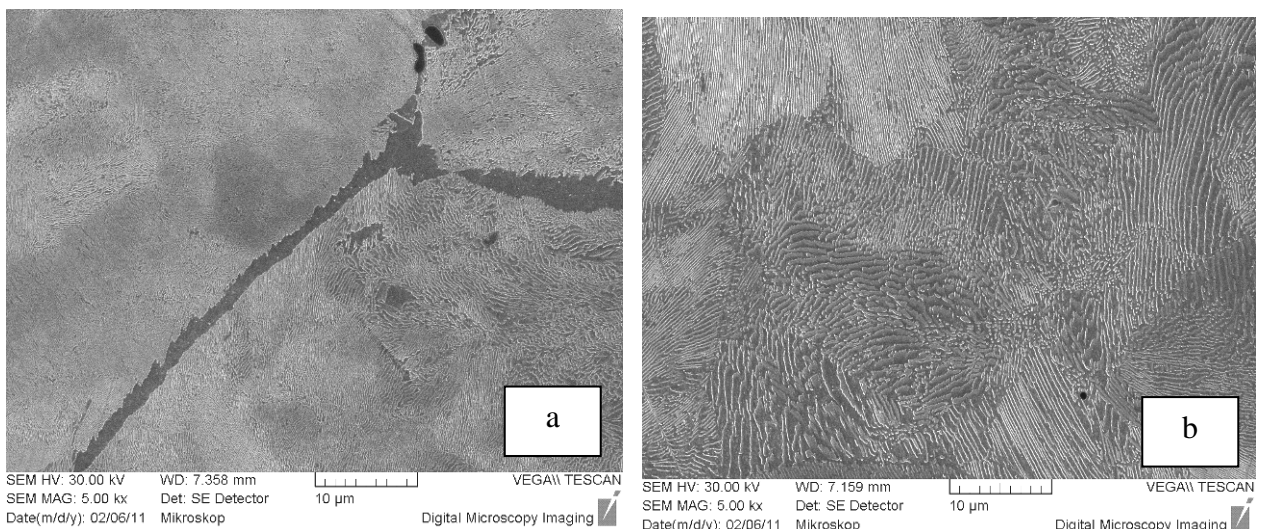 a
SEM HV: 30.00 kV WD: 7.358 mm VEGA\\ TESCAN
SEM MAG: 5.00 kx Det: SE Detector 10 µm
Date(m/d/y): 02/06/11 Mikroskop Digital Microscopy Imaging
b
SEM HV: 30.00 kV WD: 7.159 mm VEGA\\ TESCAN
SEM MAG: 5.00 kx Det: SE Detector 10 µm
Date(m/d/y): 02/06/11 Mikroskop Digital Microscopy Imaging